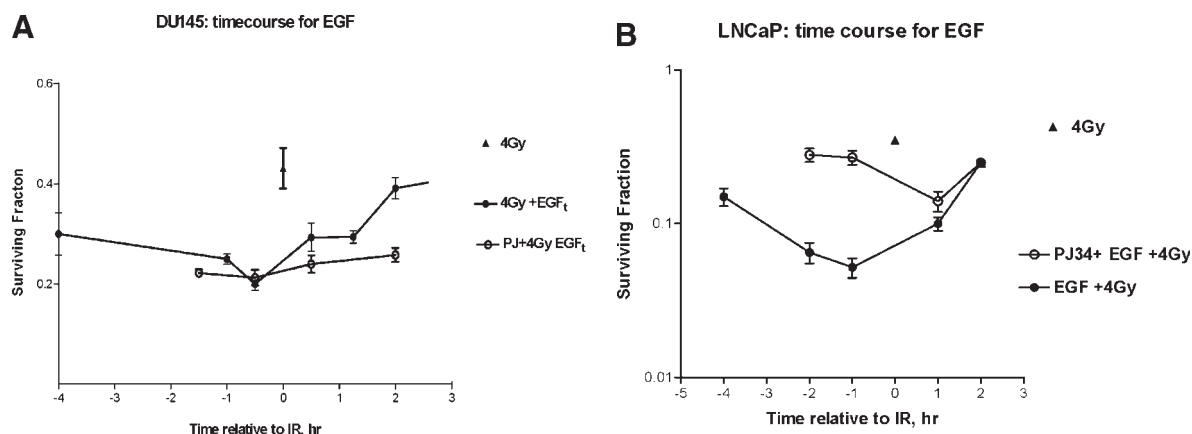 A
DU145: timecourse for EGF
0.6
0.4
0.2
Surviving Fracton
-4
-3
-2
-1
0
1
2
3
Time relative to IR, hr
4Gy
4Gy +EGFt
PJ+4Gy EGFt
B
LNCaP: time course for EGF
1
0.1
0.01
Surviving Fraction
-5
-4
-3
-2
-1
0
1
2
3
Time relative to IR, hr
4Gy
PJ34+ EGF +4Gy
EGF +4Gy